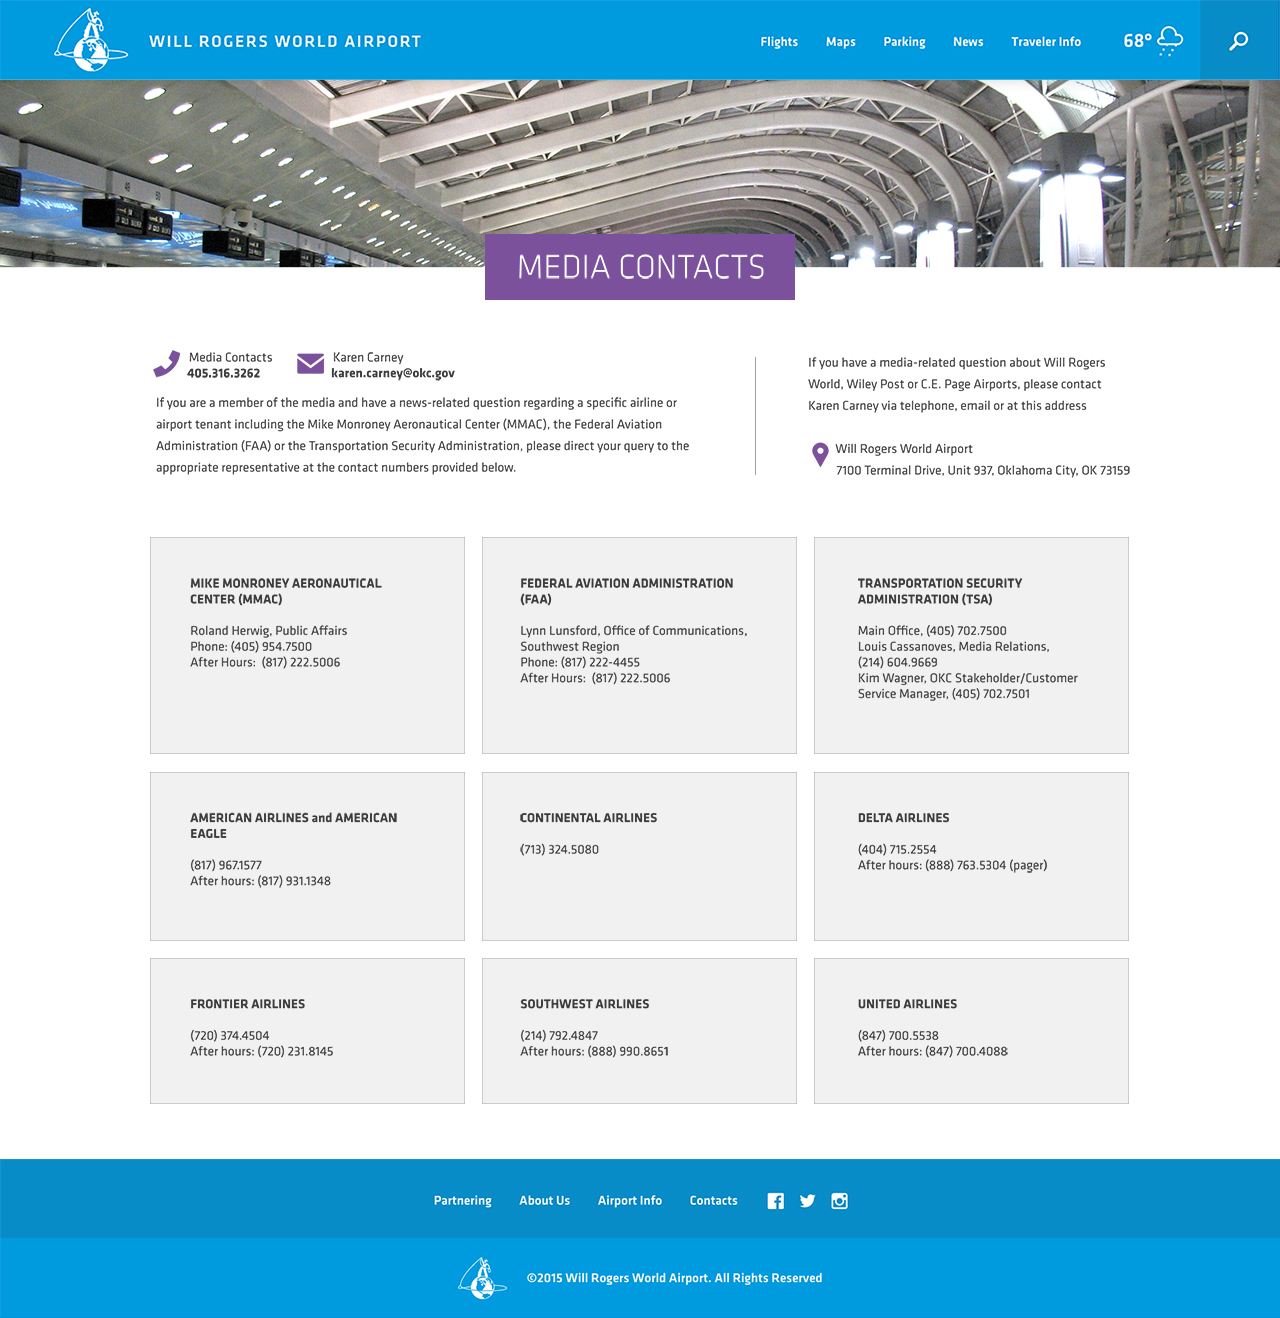 WILL ROGERS WORLD AIRPORT
Flights
Maps
Parking
News
Traveler Info
68°
MEDIA CONTACTS
Media Contacts
405.316.3262
Karen Carney
karen.carney@okc.gov
If you are a member of the media and have a news-related question regarding a specific airline or
airport tenant including the Mike Monroney Aeronautical Center (MMAC), the Federal Aviation
Administration (FAA) or the Transportation Security Administration, please direct your query to the
appropriate representative at the contact numbers provided below.
If you have a media-related question about Will Rogers
World, Wiley Post or C.E. Page Airports, please contact
Karen Carney via telephone, email or at this address
Will Rogers World Airport
7100 Terminal Drive, Unit 937, Oklahoma City, OK 73159
MIKE MONRONEY AERONAUTICAL
CENTER (MMAC)
Roland Herwig, Public Affairs
Phone: (405) 954.7500
After Hours:  (817) 222.5006
FEDERAL AVIATION ADMINISTRATION
(FAA)
Lynn Lunsford, Office of Communications,
Southwest Region
Phone: (817) 222-4455
After Hours:  (817) 222.5006
TRANSPORTATION SECURITY
ADMINISTRATION (TSA)
Main Office, (405) 702.7500
Louis Cassanoves, Media Relations,
(214) 604.9669
Kim Wagner, OKC Stakeholder/Customer
Service Manager, (405) 702.7501
AMERICAN AIRLINES and AMERICAN
EAGLE
(817) 967.1577
After hours: (817) 931.1348
CONTINENTAL AIRLINES
(713) 324.5080
DELTA AIRLINES
(404) 715.2554
After hours: (888) 763.5304 (pager)
FRONTIER AIRLINES
(720) 374.4504
After hours: (720) 231.8145
SOUTHWEST AIRLINES
(214) 792.4847
After hours: (888) 990.8651
UNITED AIRLINES
(847) 700.5538
After hours: (847) 700.4088
Partnering
About Us
Airport Info
Contacts
©2015 Will Rogers World Airport. All Rights Reserved